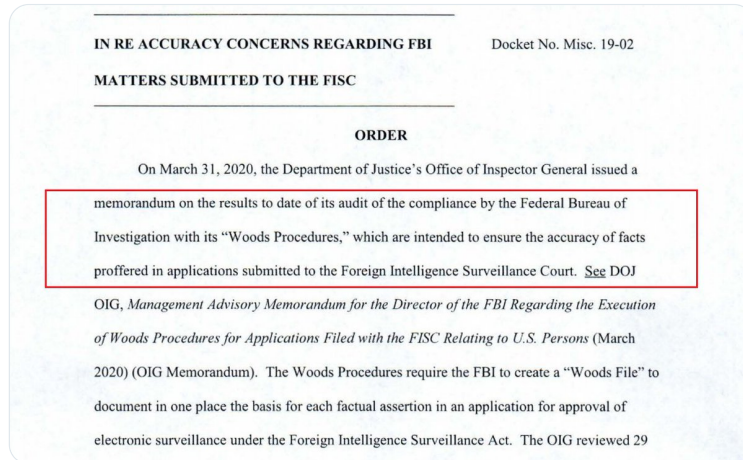 IN RE ACCURACY CONCERNS REGARDING FBI
Docket No. Misc. 19-02
MATTERS SUBMITTED TO THE FISC
ORDER
On March 31, 2020, the Department of Justice's Office of Inspector General issued a
memorandum on the results to date of its audit of the compliance by the Federal Bureau of
Investigation with its "Woods Procedures," which are intended to ensure the accuracy of facts
proffered in applications submitted to the Foreign Intelligence Surveillance Court. See DOJ
OIG, Management Advisory Memorandum for the Director of the FBI Regarding the Execution
of Woods Procedures for Applications Filed with the FISC Relating to U.S. Persons (March
2020) (OIG Memorandum). The Woods Procedures require the FBI to create a "Woods File" to
document in one place the basis for each factual assertion in an application for approval of
electronic surveillance under the Foreign Intelligence Surveillance Act. The OIG reviewed 29